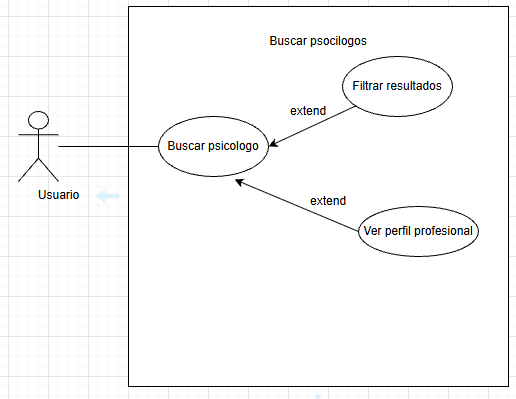 Buscar psocilogos
Filtrar resultados
extend
Buscar psicologo
Usuario
extend
Ver perfil profesional